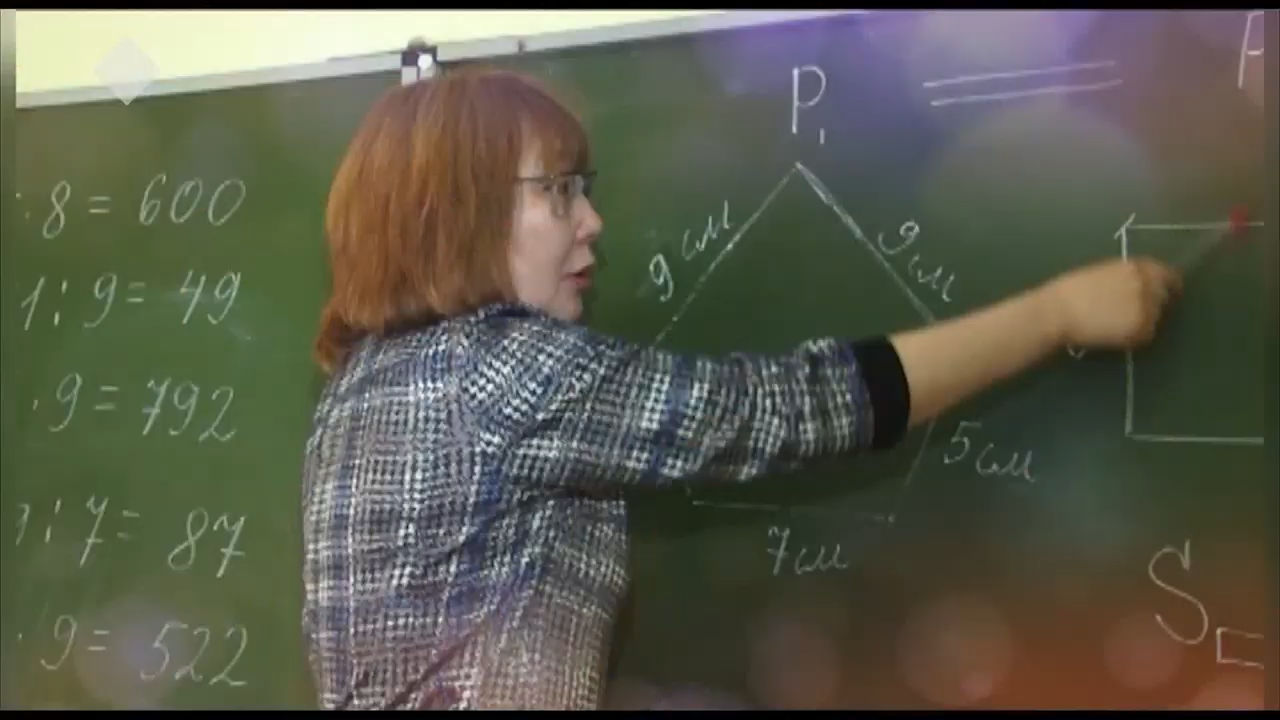 : 8 = 600
1 : 9 = 49
· 9 = 792
: 7 = 87
· 9 = 522
P₁
9 см
9 см
5 см
7 см
S